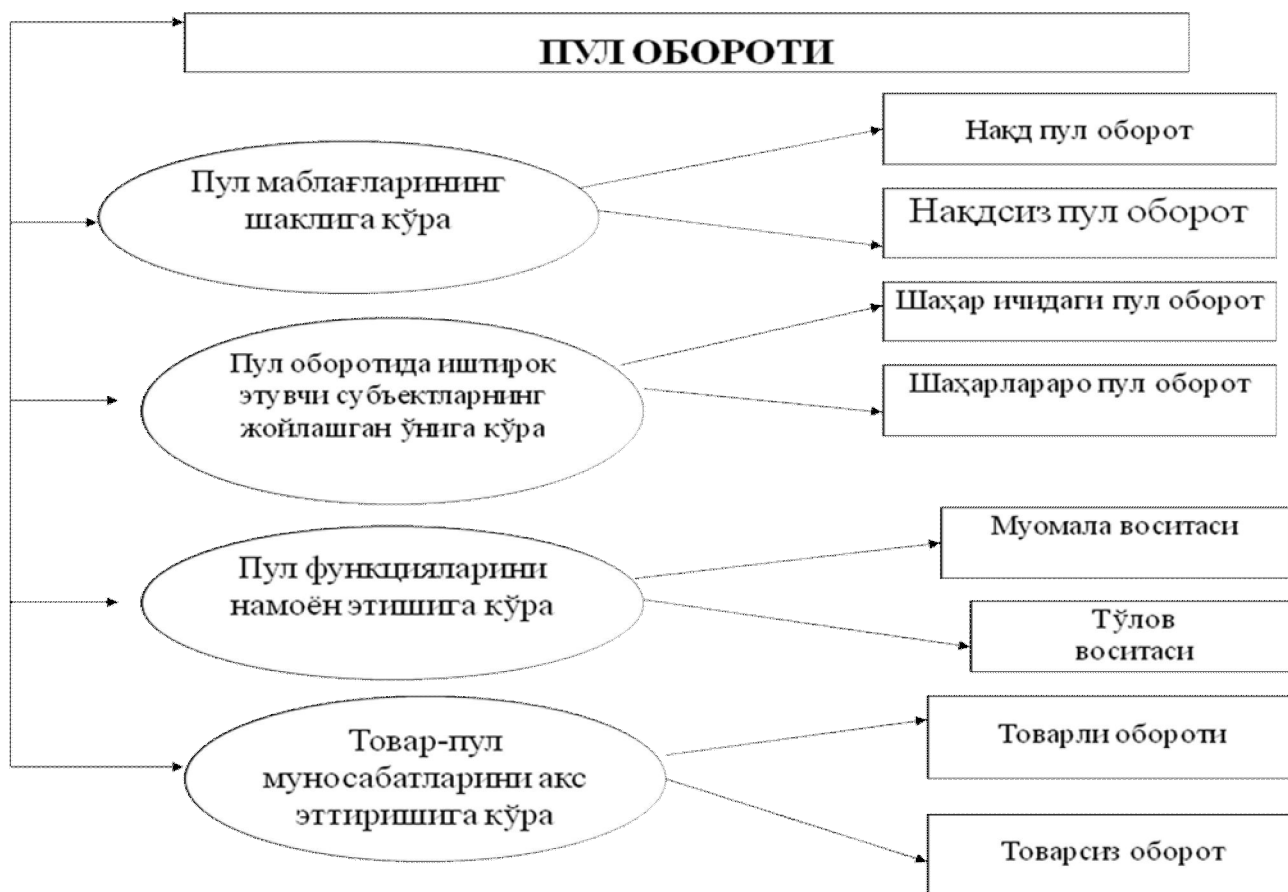 ПУЛ ОБОРОТИ
Пул маблағларининг
шаклига кўра
Нақд пул оборот
Нақдсиз пул оборот
Пул оборотида иштирок
этувчи субъектларнинг
жойлашган ўнига кўра
Шаҳар ичидаги пул оборот
Шаҳарлараро пул оборот
Пул функцияларини
намоён этишига кўра
Муомала воситаси
Тўлов
воситаси
Товар-пул
муносабатларини акс
эттиришига кўра
Товарли обороти
Товарсиз оборот